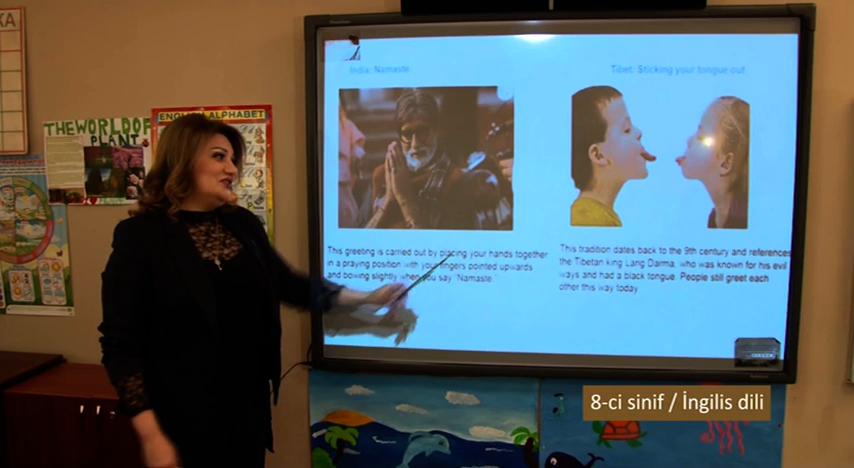 KA
THE WORLD OF
PLANT
ENGLISH ALPHABET
India: Namaste
Tibet: Sticking your tongue out
This greeting is carried out by placing your hands together
in a praying position with your fingers pointed upwards
and bowing slightly when you say “Namaste.”
This tradition dates back to the 9th century and references
the Tibetan king Lang Darma, who was known for his evil
ways and had a black tongue. People still greet each
other this way today
8-ci sinif / İngilis dili